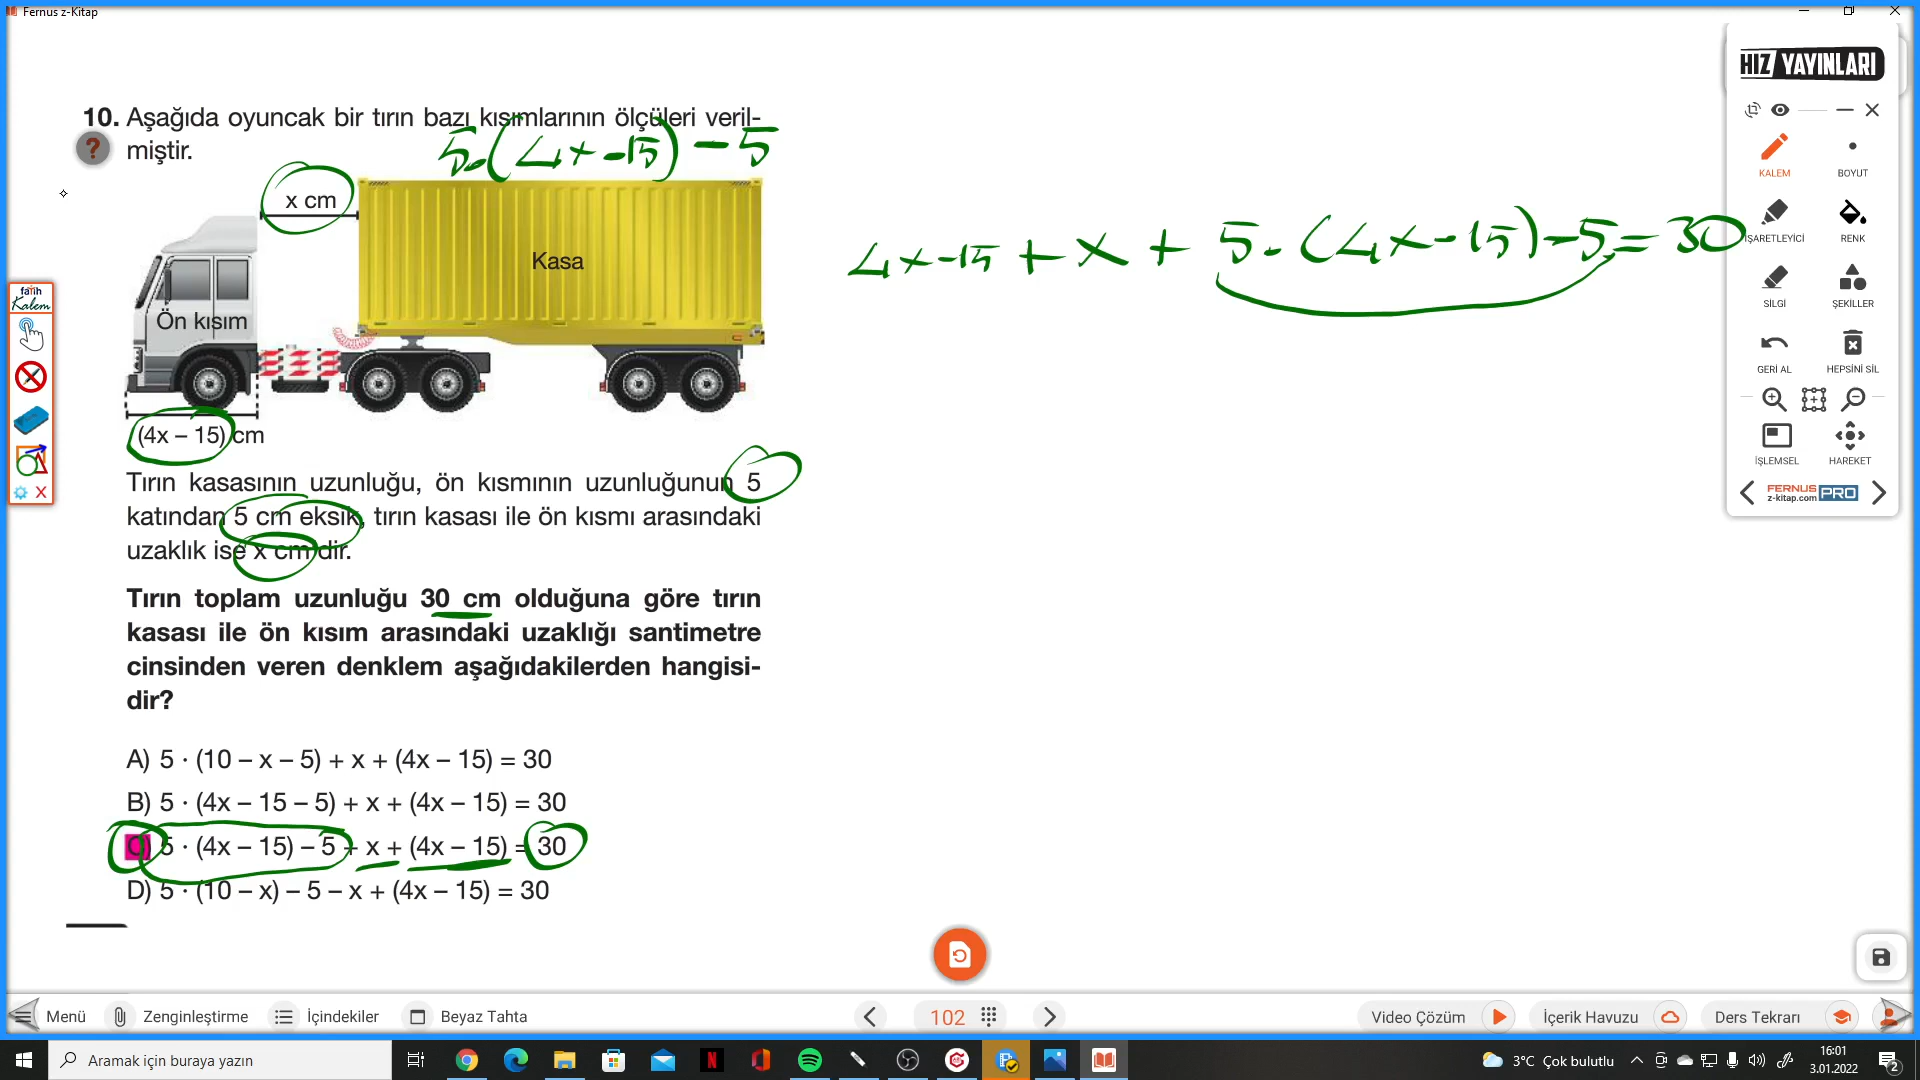 Fernus z-Kitap
HIZ YAYINLARI
10. Aşağıda oyuncak bir tırın bazı kısımlarının ölçüleri veril-
miştir.
5.(4x-15)-5
x cm
Kasa
Ön kısım
(4x – 15) cm
4x-15+x+5.(4x-15)-5=30
Tırın kasasının uzunluğu, ön kısmının uzunluğunun 5
katından 5 cm eksik, tırın kasası ile ön kısmı arasındaki
uzaklık ise x cm dir.
Tırın toplam uzunluğu 30 cm olduğuna göre tırın
kasası ile ön kısım arasındaki uzaklığı santimetre
cinsinden veren denklem aşağıdakilerden hangisi-
dir?
A) 5 · (10 – x – 5) + x + (4x – 15) = 30
B) 5 · (4x – 15 – 5) + x + (4x – 15) = 30
C) 5 · (4x – 15) – 5 + x + (4x – 15) = 30
D) 5 · (10 – x) – 5 – x + (4x – 15) = 30
fatih
Kalem
X
KALEM
BOYUT
İŞARETLEYİCİ
RENK
SİLGİ
ŞEKİLLER
GERİ AL
HEPSİNİ SİL
İŞLEMSEL
HAREKET
FERNUS
z-kitap.com PRO
Menü
Zenginleştirme
İçindekiler
Beyaz Tahta
102
Video Çözüm
İçerik Havuzu
Ders Tekrarı
Aramak için buraya yazın
3°C Çok bulutlu
16:01
3.01.2022
2